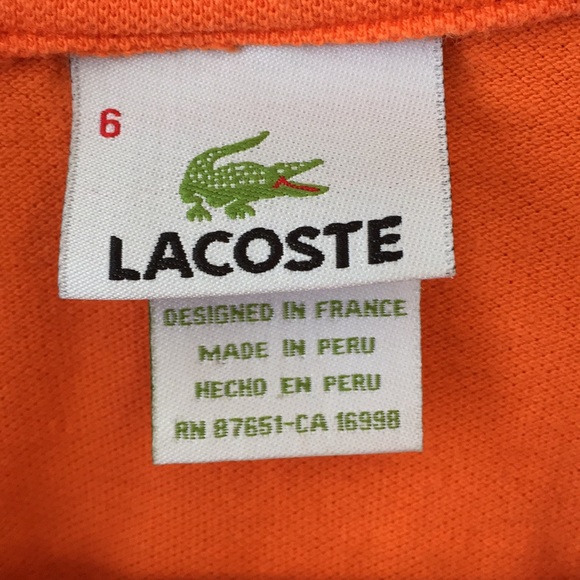 6
LACOSTE
DESIGNED IN FRANCE
MADE IN PERU
HECHO EN PERU
RN 87651-CA 16998